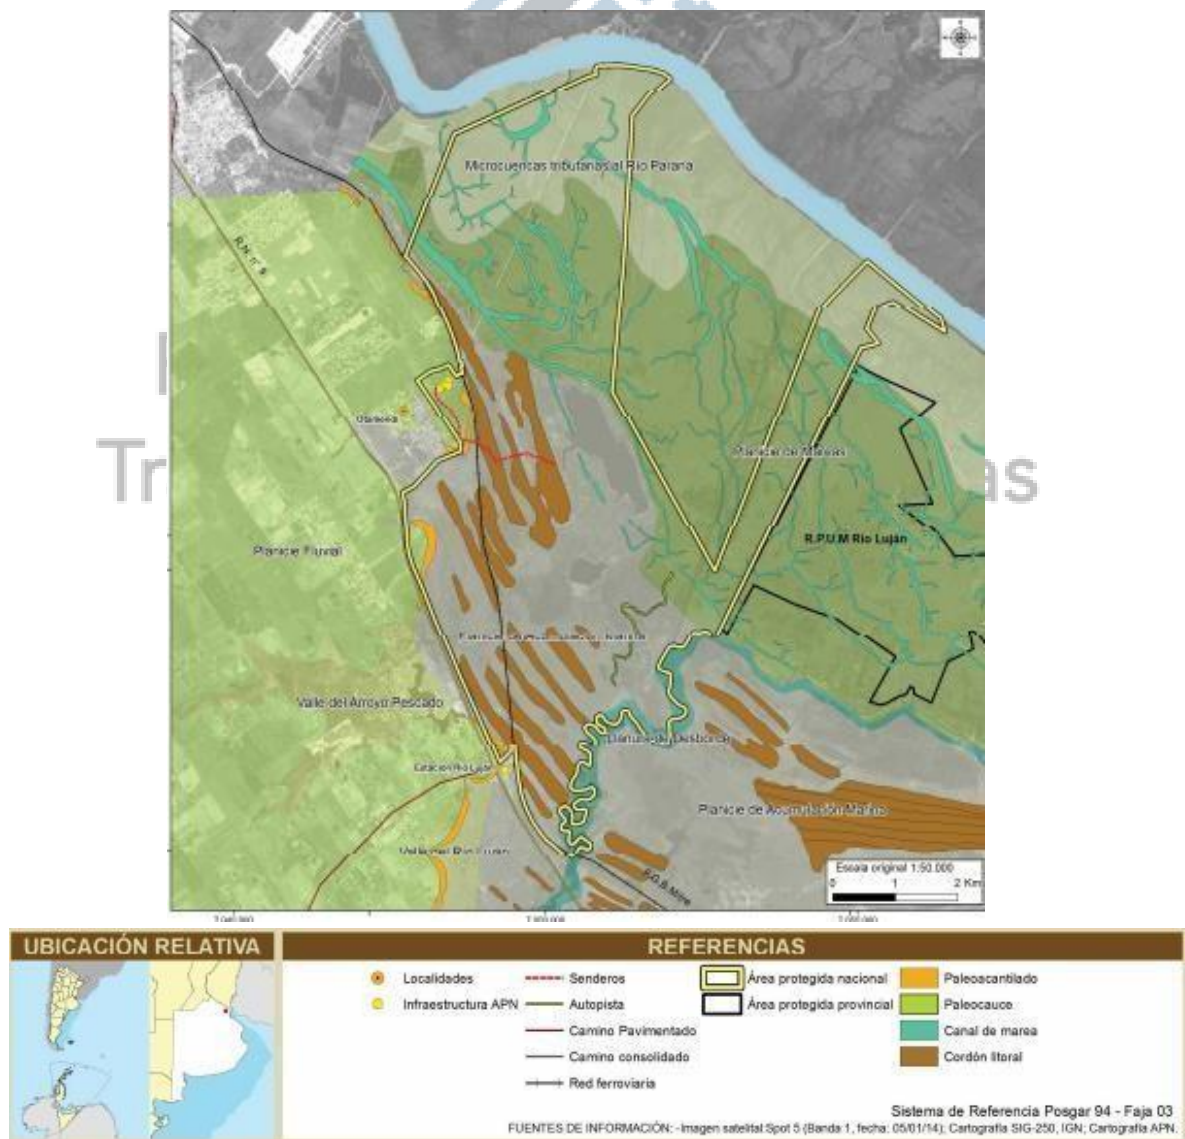 Microcuencas tributarias al Río Paraná
R.N. n° 9
Otamendi
Planicie de Mareas
R.P.U.M Río Luján
Planicie Fluvial
Valle del Arroyo Pescado
Llanura de Desborde
Estación Río Luján
Planicie de Acumulación Marina
Valle del Río Luján
F.G.B.Mitre
Escala original 1:50.000
0 1 2 Km
UBICACIÓN RELATIVA
REFERENCIAS
Localidades
Infraestructura APN
Senderos
Autopista
Camino Pavimentado
Camino consolidado
Red ferroviaria
Área protegida nacional
Área protegida provincial
Paleoacantilado
Paleocauce
Canal de marea
Cordón litoral
Sistema de Referencia Posgar 94 - Faja 03
FUENTES DE INFORMACIÓN: -Imagen satelital Spot 5 (Banda 1, fecha: 05/01/14); Cartografía SIG-250, IGN; Cartografía APN.